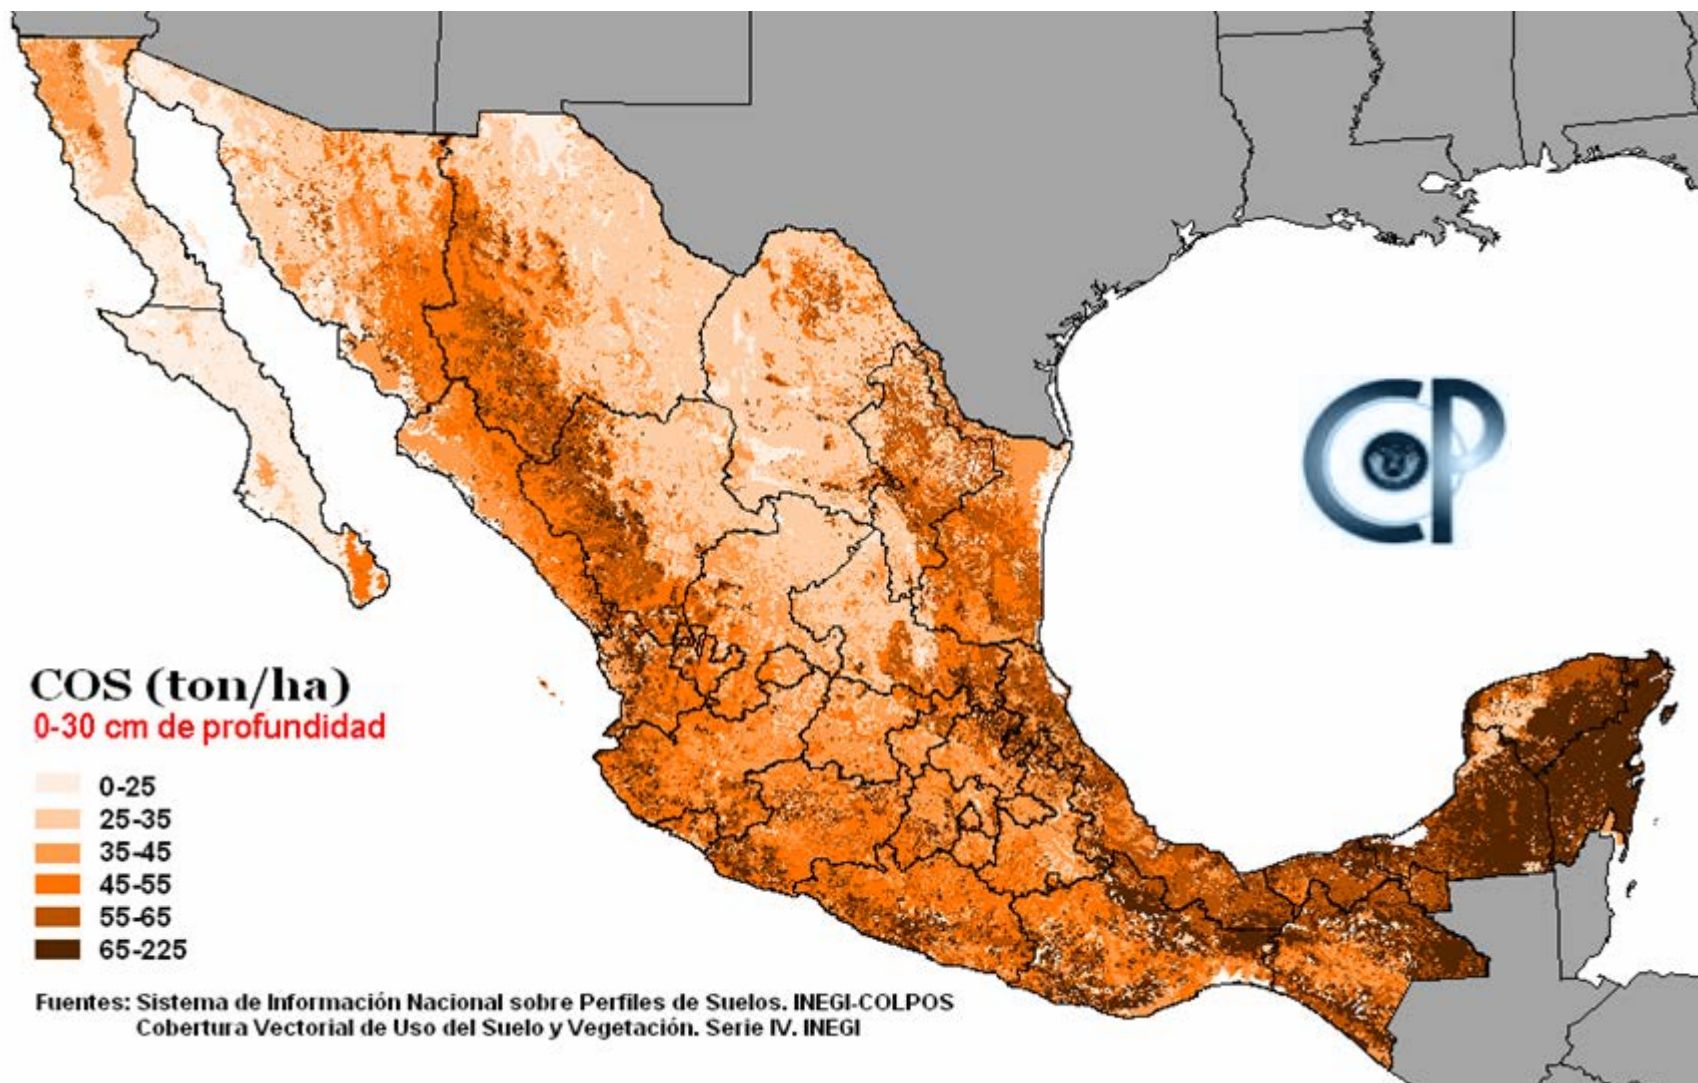 COS (ton/ha)
0-30 cm de profundidad
0-25
25-35
35-45
45-55
55-65
65-225
Fuentes: Sistema de Información Nacional sobre Perfiles de Suelos. INEGI-COLPOS
Cobertura Vectorial de Uso del Suelo y Vegetación. Serie IV. INEGI
CP